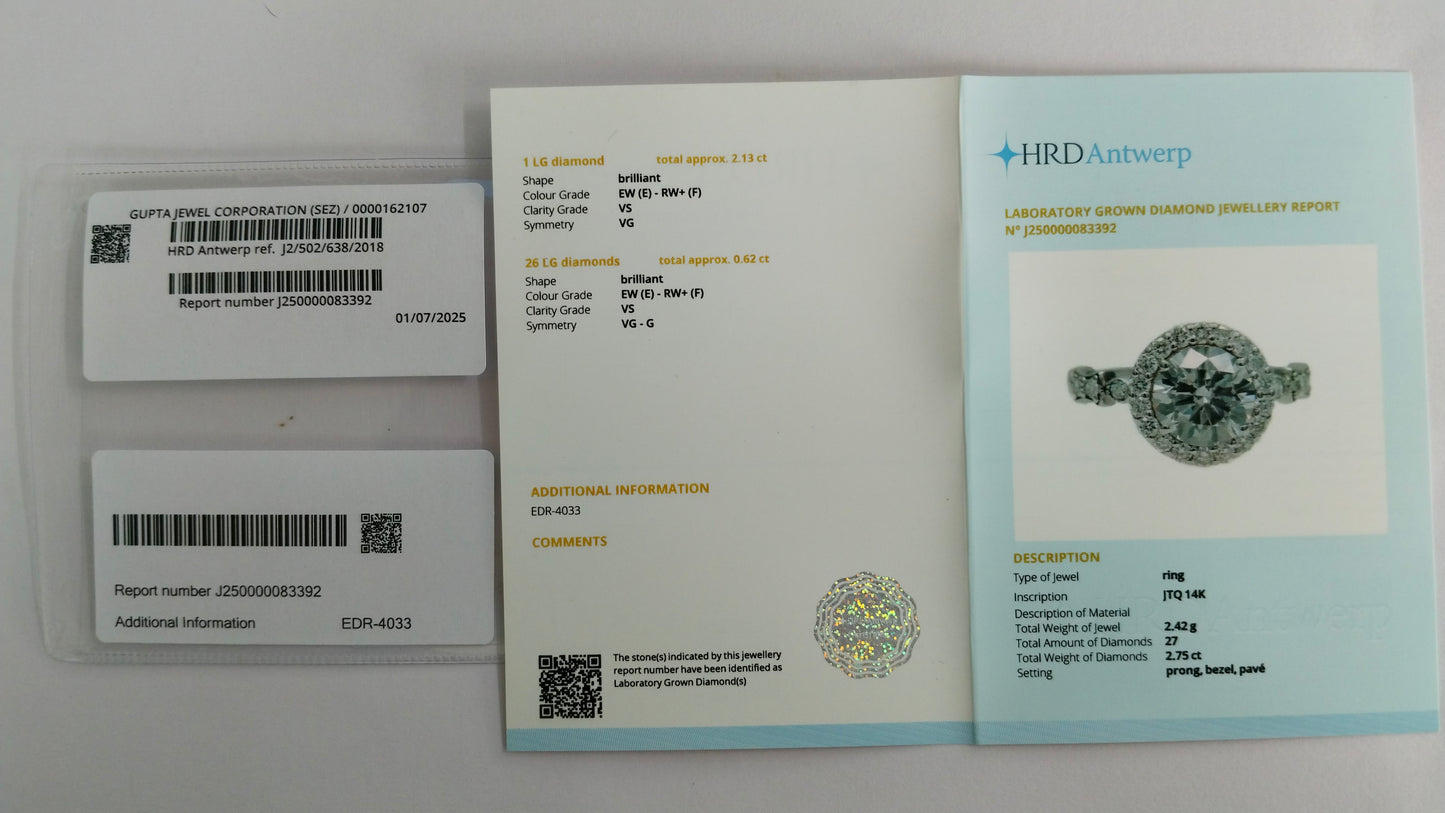 GUPTA JEWEL CORPORATION (SEZ) / 0000162107
HRD Antwerp ref. J2/502/638/2018
Report number J250000083392
01/07/2025
Report number J250000083392
Additional Information EDR-4033
1 LG diamond total approx. 2.13 ct
Shape brilliant
Colour Grade EW (E) - RW+ (F)
Clarity Grade VS
Symmetry VG
26 LG diamonds total approx. 0.62 ct
Shape brilliant
Colour Grade EW (E) - RW+ (F)
Clarity Grade VS
Symmetry VG - G
ADDITIONAL INFORMATION
EDR-4033
COMMENTS
The stone(s) indicated by this jewellery
report number have been identified as
Laboratory Grown Diamond(s)
HRD Antwerp
LABORATORY GROWN DIAMOND JEWELLERY REPORT
N° J250000083392
DESCRIPTION
Type of Jewel ring
Inscription JTQ 14K
Description of Material
Total Weight of Jewel 2.42 g
Total Amount of Diamonds 27
Total Weight of Diamonds 2.75 ct
Setting prong, bezel, pavé